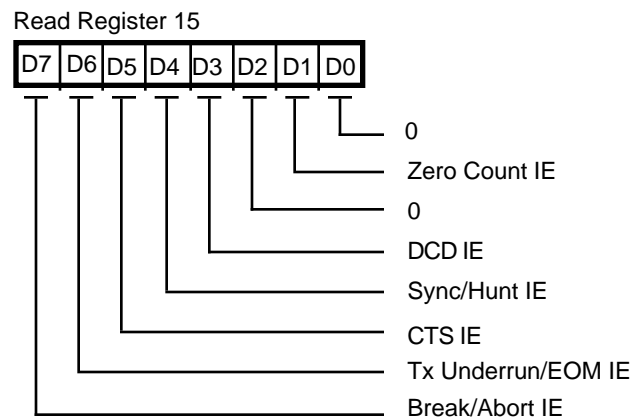 Read Register 15
D7 D6 D5 D4 D3 D2 D1 D0
0
Zero Count IE
0
DCD IE
Sync/Hunt IE
CTS IE
Tx Underrun/EOM IE
Break/Abort IE